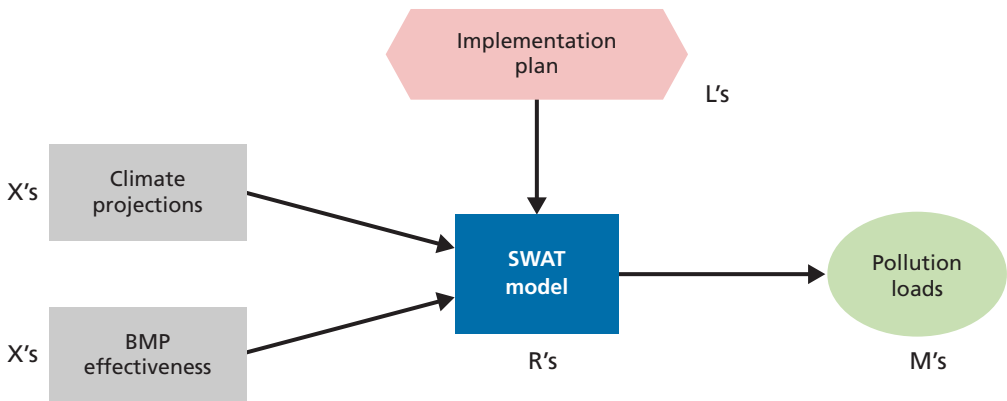 Implementation
plan
L's
X's
Climate
projections
SWAT
model
Pollution
loads
X's
BMP
effectiveness
R's
M's